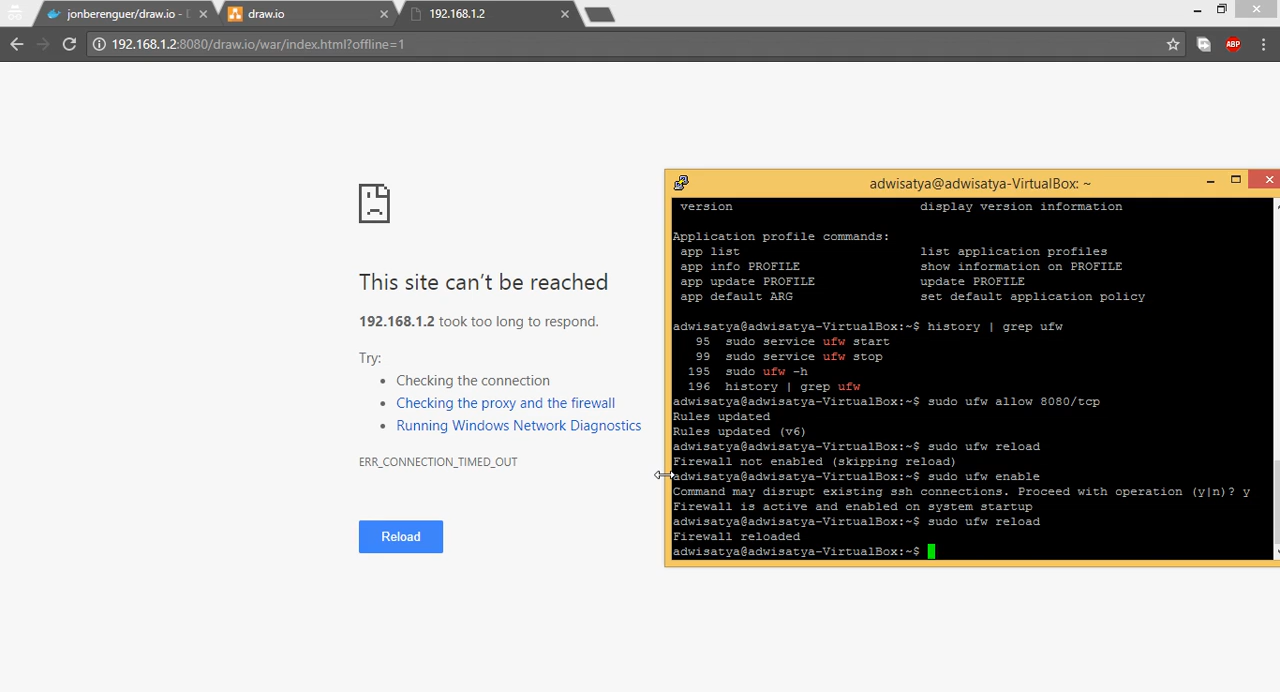 jonberenguer/draw.io - D
draw.io
192.168.1.2
192.168.1.2:8080/draw.io/war/index.html?offline=1
ABP
This site can't be reached
192.168.1.2 took too long to respond.
Try:
Checking the connection
Checking the proxy and the firewall
Running Windows Network Diagnostics
ERR_CONNECTION_TIMED_OUT
Reload
adwisatya@adwisatya-VirtualBox: ~
version display version information
Application profile commands:
app list list application profiles
app info PROFILE show information on PROFILE
app update PROFILE update PROFILE
app default ARG set default application policy
adwisatya@adwisatya-VirtualBox:~$ history | grep ufw
95 sudo service ufw start
99 sudo service ufw stop
195 sudo ufw -h
196 history | grep ufw
adwisatya@adwisatya-VirtualBox:~$ sudo ufw allow 8080/tcp
Rules updated
Rules updated (v6)
adwisatya@adwisatya-VirtualBox:~$ sudo ufw reload
Firewall not enabled (skipping reload)
adwisatya@adwisatya-VirtualBox:~$ sudo ufw enable
Command may disrupt existing ssh connections. Proceed with operation (y|n)? y
Firewall is active and enabled on system startup
adwisatya@adwisatya-VirtualBox:~$ sudo ufw reload
Firewall reloaded
adwisatya@adwisatya-VirtualBox:~$